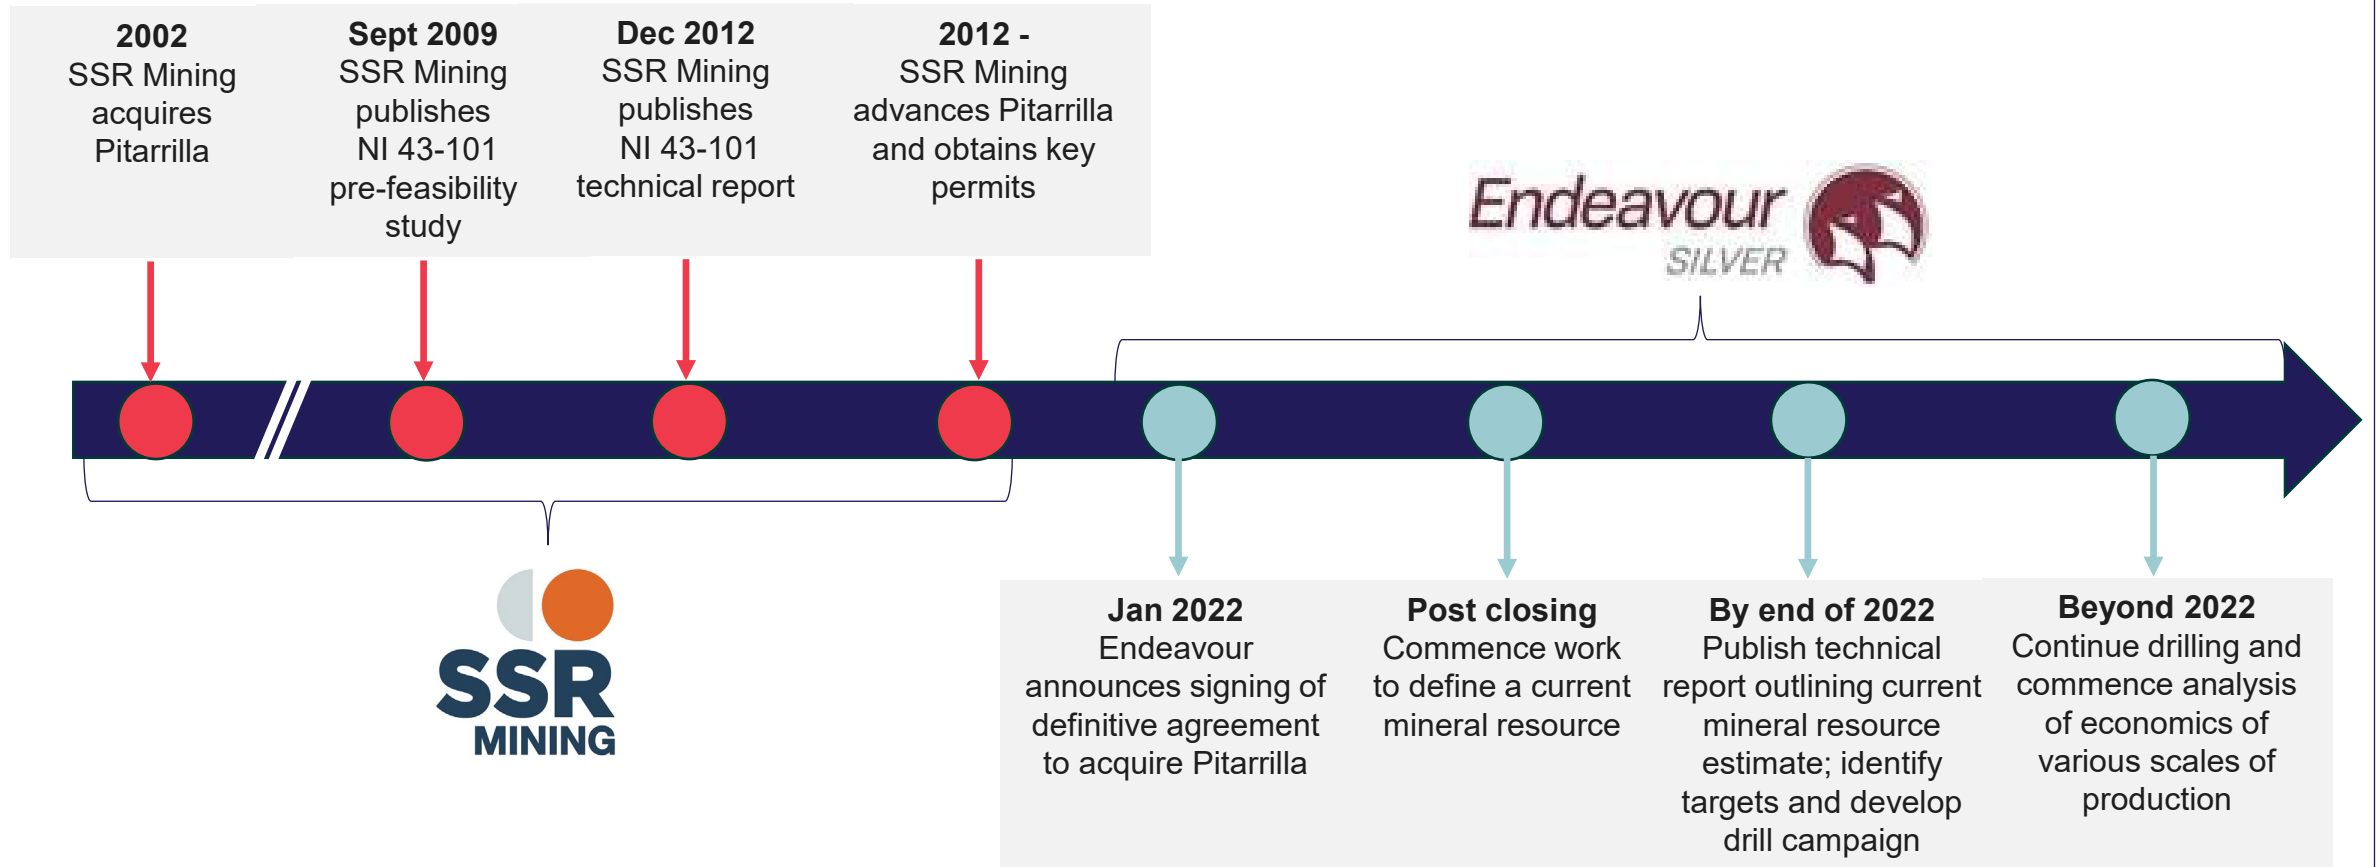 2002
SSR Mining
acquires
Pitarrilla
Sept 2009
SSR Mining
publishes
NI 43-101
pre-feasibility
study
Dec 2012
SSR Mining
publishes
NI 43-101
technical report
2012 -
SSR Mining
advances Pitarrilla
and obtains key
permits
Endeavour
SILVER
SSR
MINING
Jan 2022
Endeavour
announces signing of
definitive agreement
to acquire Pitarrilla
Post closing
Commence work
to define a current
mineral resource
By end of 2022
Publish technical
report outlining current
mineral resource
estimate; identify
targets and develop
drill campaign
Beyond 2022
Continue drilling and
commence analysis
of economics of
various scales of
production